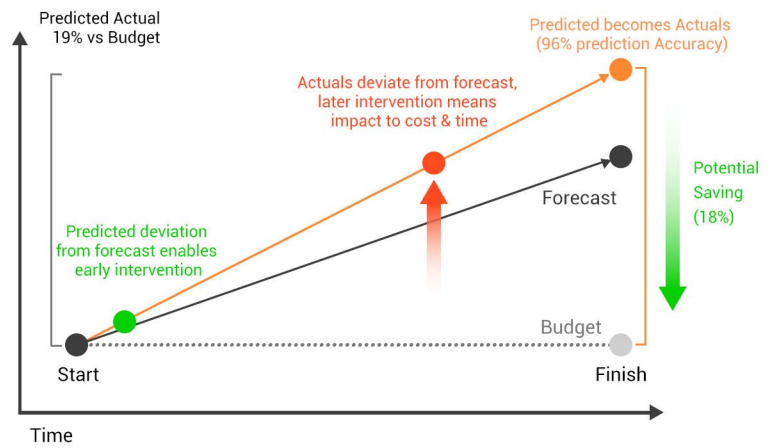 Predicted Actual
19% vs Budget
Predicted becomes Actuals
(96% prediction Accuracy)
Actuals deviate from forecast,
later intervention means
impact to cost & time
Potential
Saving
(18%)
Forecast
Predicted deviation
from forecast enables
early intervention
Budget
Start
Finish
Time